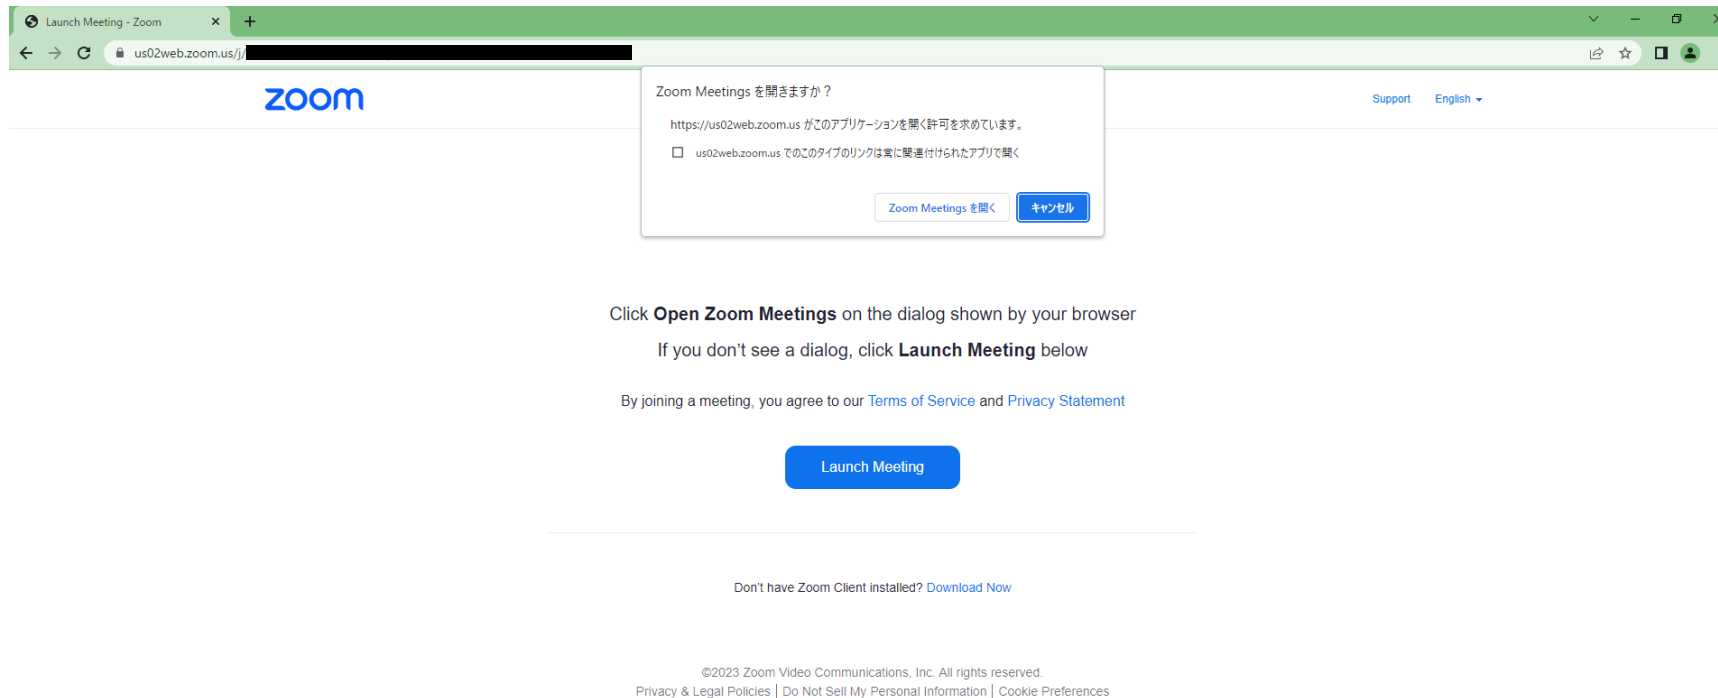 Launch Meeting - Zoom
us02web.zoom.us/j/
zoom
Support English
Zoom Meetings を開きますか？
https://us02web.zoom.us がこのアプリケーションを開く許可を求めています。
us02web.zoom.us でのこのタイプのリンクは常に関連付けられたアプリで開く
Zoom Meetings を開く キャンセル
Click Open Zoom Meetings on the dialog shown by your browser
If you don't see a dialog, click Launch Meeting below
By joining a meeting, you agree to our Terms of Service and Privacy Statement
Launch Meeting
Don't have Zoom Client installed? Download Now
©2023 Zoom Video Communications, Inc. All rights reserved.
Privacy & Legal Policies | Do Not Sell My Personal Information | Cookie Preferences